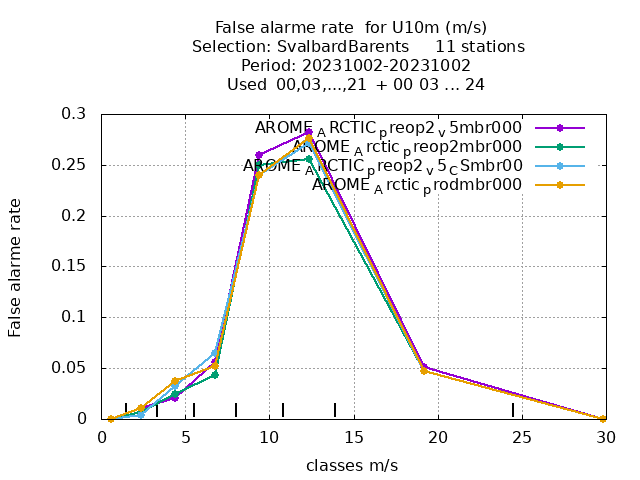 False alarme rate  for U10m (m/s)
Selection: SvalbardBarents     11 stations
Period: 20231002-20231002
Used  00,03,...,21  + 00 03 ... 24
False alarme rate
0.3
0.25
0.2
0.15
0.1
0.05
0
AROME_ARCTIC_preop2_v5mbr000
AROME_Arctic_preop2mbr000
AROME_ARCTIC_preop2_v5_CSmbr00
AROME_Arctic_prodmbr000
0 5 10 15 20 25 30
classes m/s